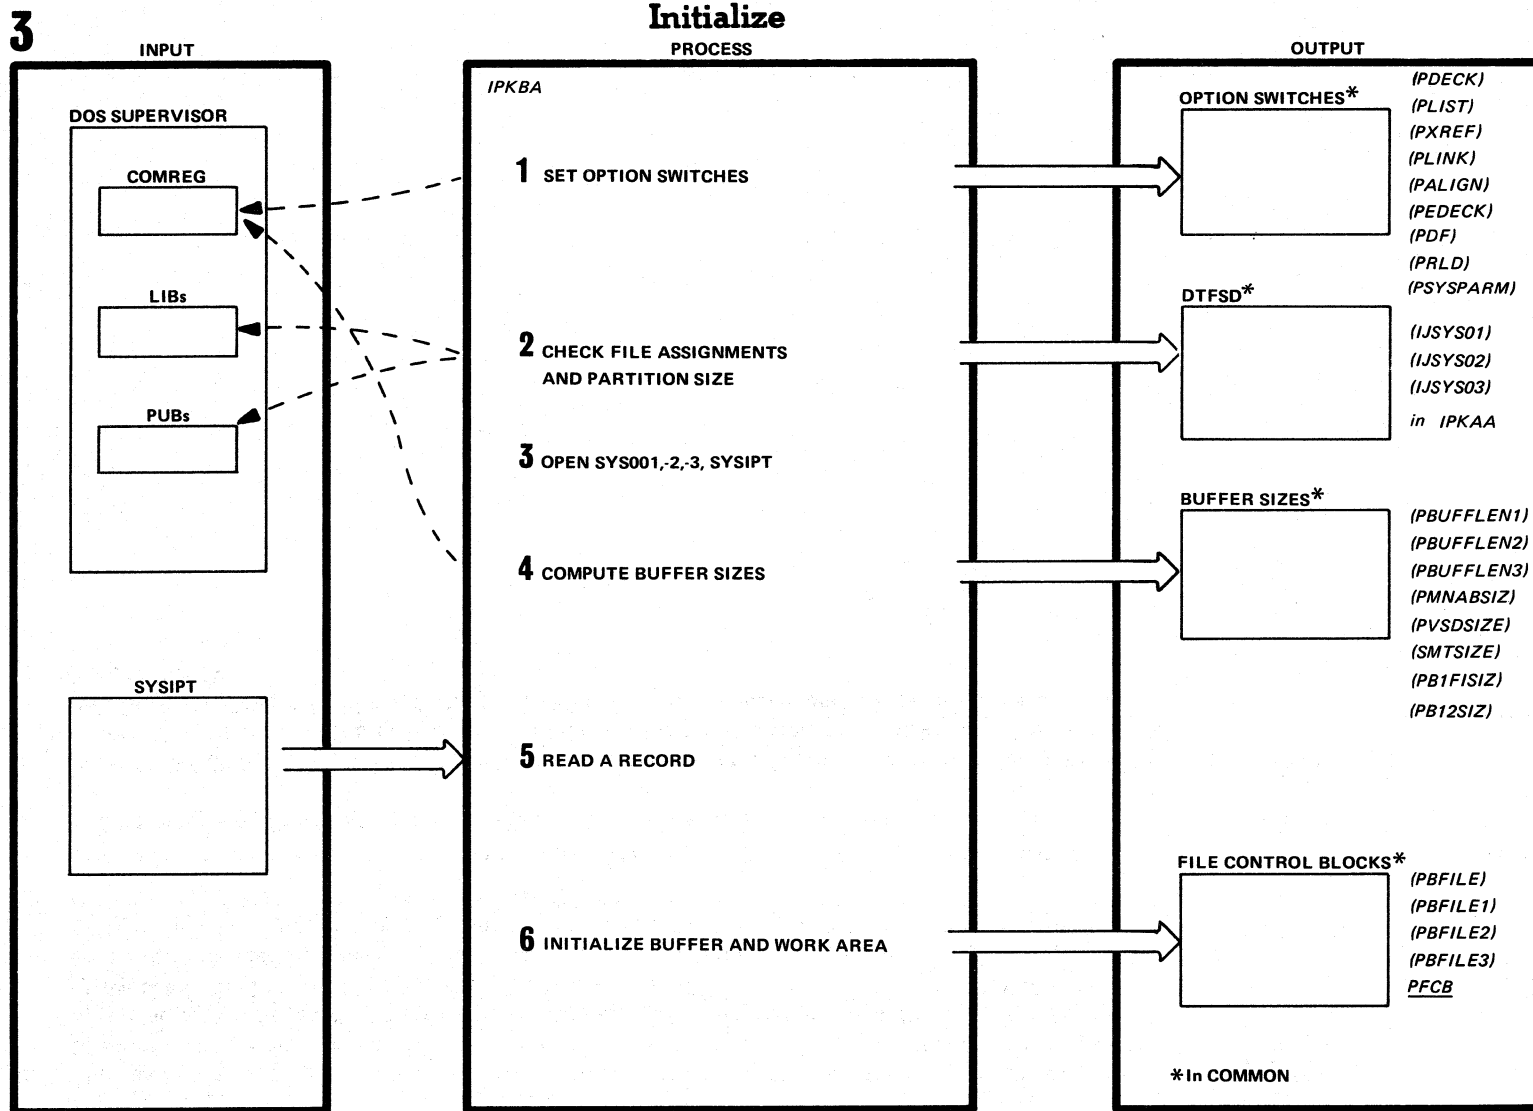 3
Initialize
INPUT
PROCESS
OUTPUT
DOS SUPERVISOR
COMREG
LIBs
PUBs
SYSIPT
IPKBA
1 SET OPTION SWITCHES
2 CHECK FILE ASSIGNMENTS
AND PARTITION SIZE
3 OPEN SYS001,-2,-3, SYSIPT
4 COMPUTE BUFFER SIZES
5 READ A RECORD
6 INITIALIZE BUFFER AND WORK AREA
OPTION SWITCHES*
(PDECK)
(PLIST)
(PXREF)
(PLINK)
(PALIGN)
(PEDECK)
(PDF)
(PRLD)
(PSYSPARM)
DTFSD*
(IJSYS01)
(IJSYS02)
(IJSYS03)
in IPKAA
BUFFER SIZES*
(PBUFFLEN1)
(PBUFFLEN2)
(PBUFFLEN3)
(PMNABSIZ)
(PVSDSIZE)
(SMTSIZE)
(PB1FISIZ)
(PB12SIZ)
FILE CONTROL BLOCKS*
(PBFILE)
(PBFILE1)
(PBFILE2)
(PBFILE3)
PFCB
*In COMMON